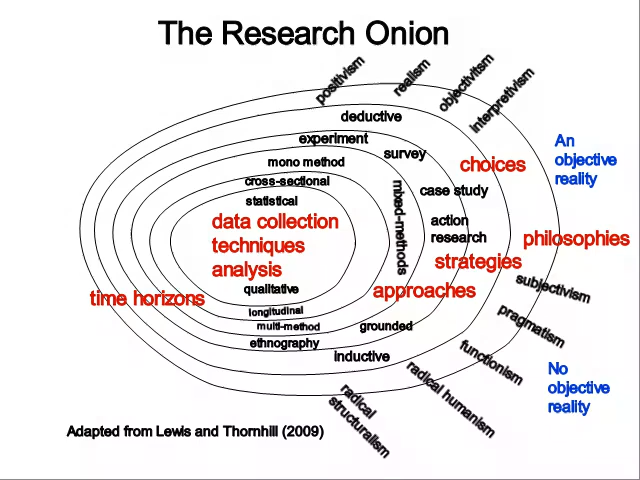 The Research Onion
positivism
realism
objectivitsm
interpretivism
deductive
experiment
survey
An
objective
reality
mono method
choices
cross-sectional
case study
statistical
mixed-methods
data collection
techniques
analysis
action
research
philosophies
strategies
qualitative
approaches
subjectivism
time horizons
longitudinal
pragmatism
multi-method
grounded
ethnography
functionism
inductive
No
objective
reality
radical humanism
radical
structuralism
Adapted from Lewis and Thornhill (2009)